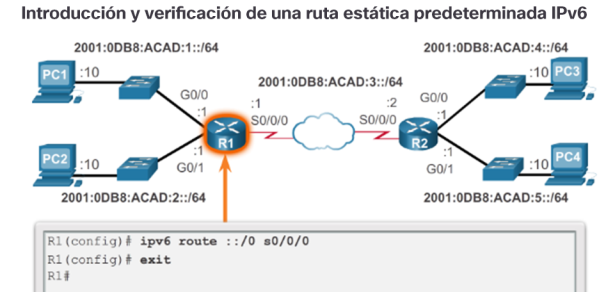 Introducción y verificación de una ruta estática predeterminada IPv6
2001:0DB8:ACAD:1::/64
2001:0DB8:ACAD:4::/64
PC1
:10
:10
PC3
G0/0
2001:0DB8:ACAD:3::/64
G0/0
:1
:1
:2
:1
S0/0/0
S0/0/0
R1
R2
PC2
:10
:1
:1
:10
PC4
G0/1
G0/1
2001:0DB8:ACAD:2::/64
2001:0DB8:ACAD:5::/64
R1(config)# ipv6 route ::/0 s0/0/0
R1(config)# exit
R1#